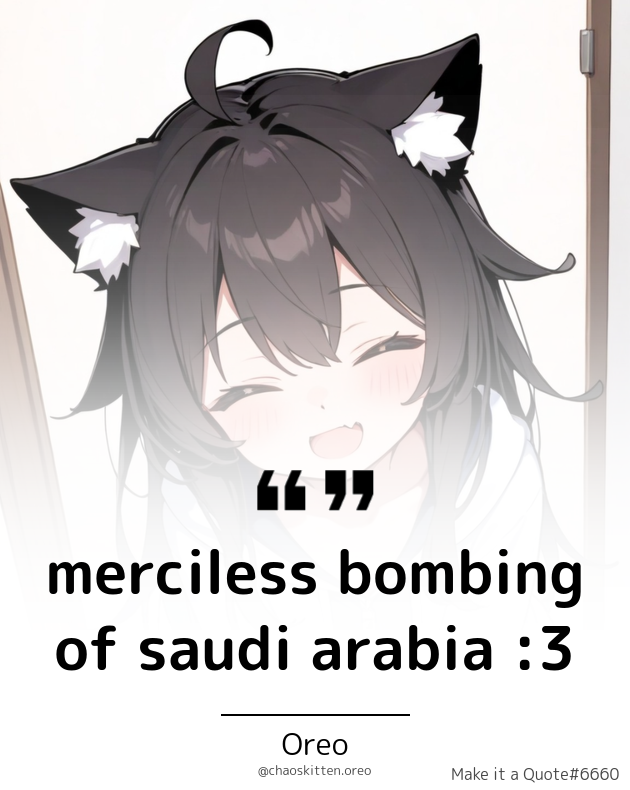 ❝ ❞
merciless bombing
of saudi arabia :3
Oreo
@chaoskitten.oreo
Make it a Quote#6660